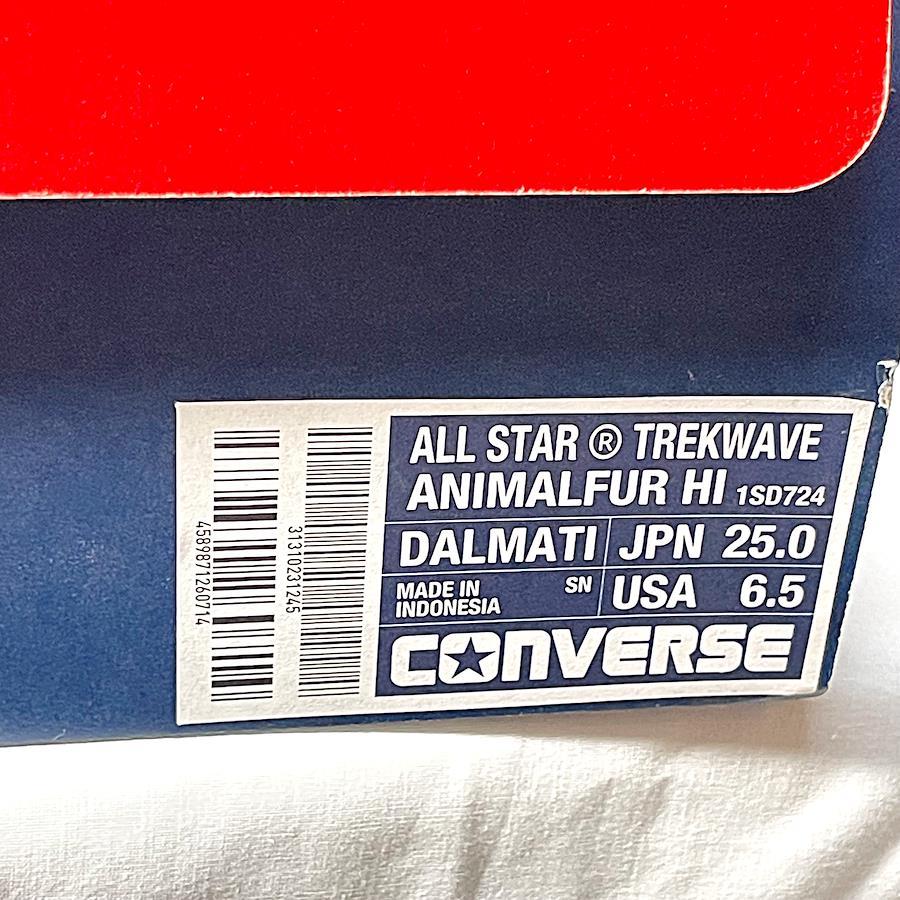 ALL STAR ® TREKWAVE
ANIMALFUR HI 1SD724
DALMATI JPN 25.0
MADE IN INDONESIA SN USA 6.5
CONVERSE
4589871260714
31310231245